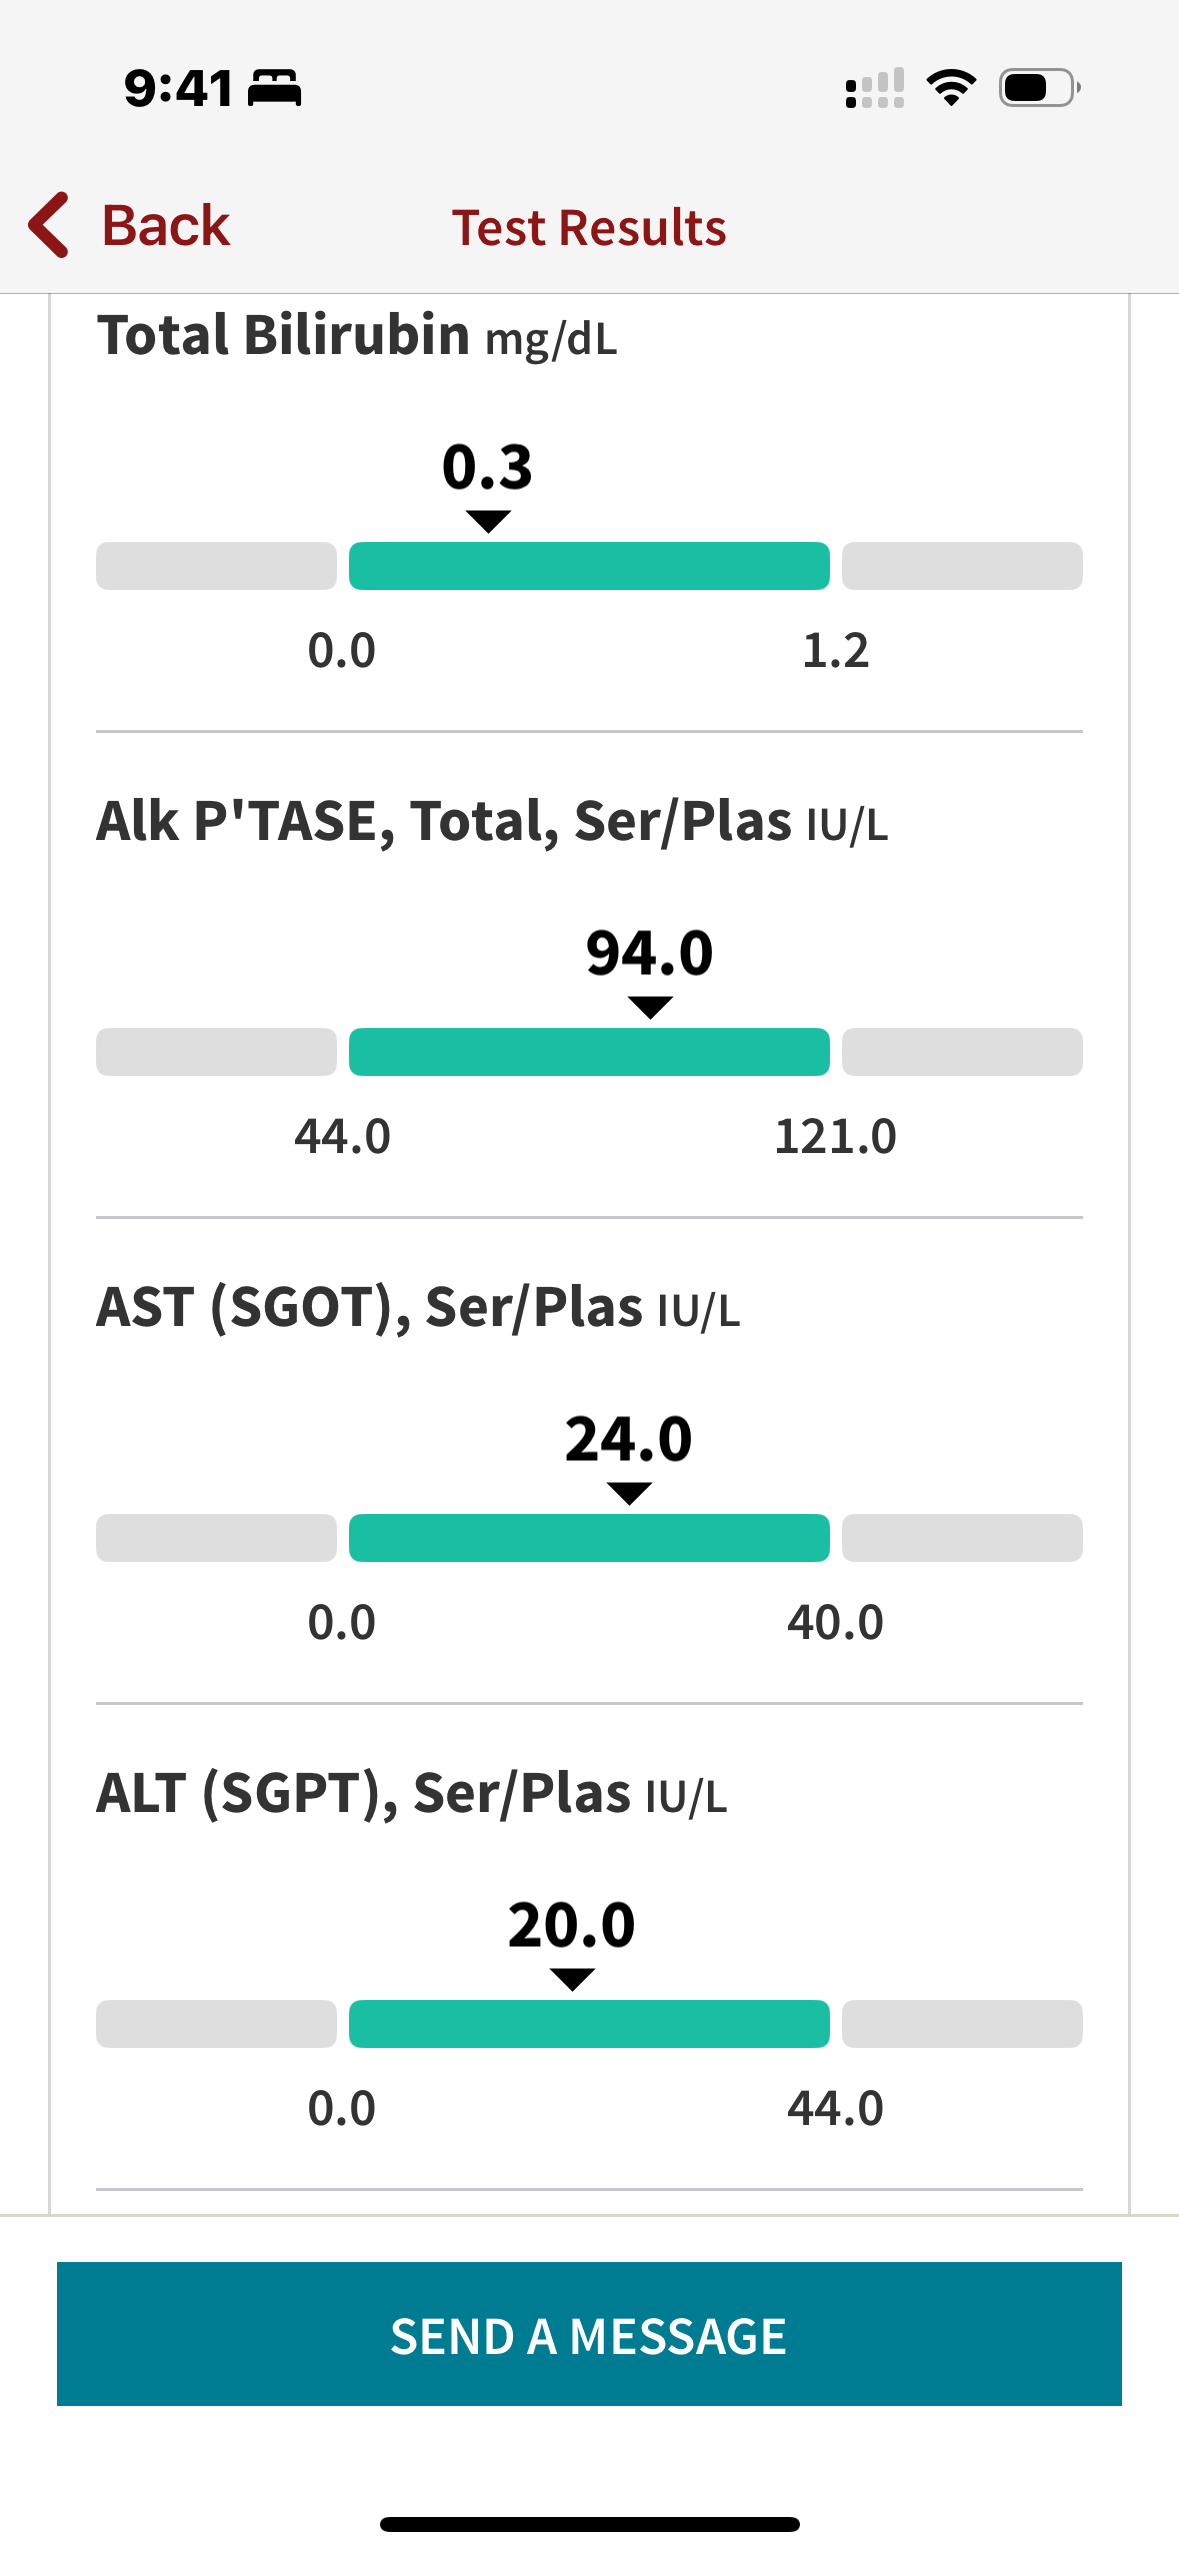 9:41
Back
Test Results
Total Bilirubin mg/dL
0.3
0.0 1.2
Alk P'TASE, Total, Ser/Plas IU/L
94.0
44.0 121.0
AST (SGOT), Ser/Plas IU/L
24.0
0.0 40.0
ALT (SGPT), Ser/Plas IU/L
20.0
0.0 44.0
SEND A MESSAGE